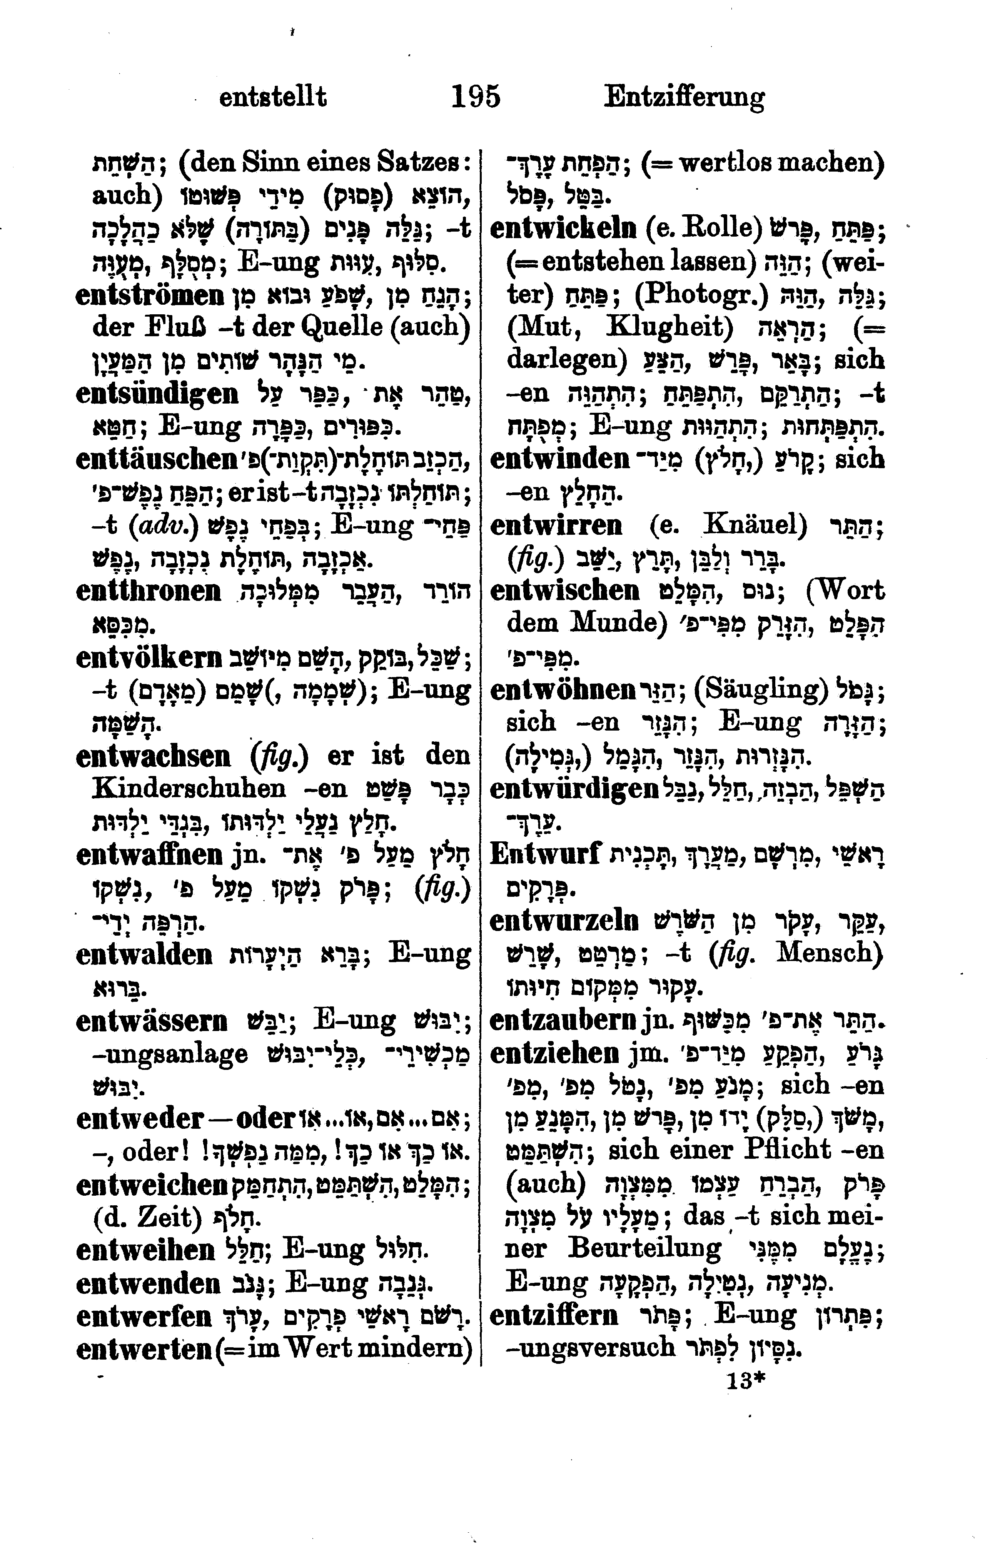 entstellt 195 Entzifferung
הַשְׁחֵת; (den Sinn eines Satzes:
auch) הוֹצֵא (פָּסוּק) מִידֵי פְשׁוּטוֹ,
גַּלֵּה פָּנִים (בַּתּוֹרָה) שֶׁלֹּא כַהֲלָכָה; -t
מְסֻלָּף, מְעֻוֶּה; E-ung סִלּוּף, עִוּוּת.
entströmen הָנַח מִן, שָׁפֹעַ וּבוֹא מִן;
der Fluß -t der Quelle (auch)
מֵי הַנָּהָר שׁוֹתִים מִן הַמַּעְיָן.
entsündigen טַהֵר אֶת, כַּפֵּר עַל,
חַטֵּא; E-ung כַּפָּרָה, כִּפּוּרִים.
enttäuschen הַכְזֵב תּוֹחֶלֶת-(תִּקְוַת-)פ',
הַפַּח נֶפֶשׁ-פ'; er ist -t תּוֹחַלְתּוֹ נִכְזָבָה;
-t (adv.) בְּפַחֵי נֶפֶשׁ; E-ung פַּחֵי-
נֶפֶשׁ, תּוֹחֶלֶת נִכְזָבָה, אַכְזָבָה.
entthronen הוֹרֵד, הַעֲבֵר מִמְּלוּכָה
מִכִּסֵּא.
entvölkern שַׁכֵּל, בּוֹקֵק, הָשֵׁם מִיּוֹשֵׁב;
-t שָׁמֵם (מֵאָדָם) (, שְׁמָמָה); E-ung
הֲשַׁמָּה.
entwachsen (fig.) er ist den
Kinderschuhen -en כְּבָר פָּשַׁט
בִּגְדֵי יַלְדוּת, חָלַץ נַעֲלֵי יַלְדוּתוֹ.
entwaffnen jn. חָלֹץ מֵעַל פ' אֶת-
נִשְׁקוֹ, פָּרֹק נִשְׁקוֹ מֵעַל פ'; (fig.)
הַרְפֵּה יְדֵי-.
entwalden בָּרֵא הַיְעָרוֹת; E-ung
בֵּרוּא.
entwässern יַבֵּשׁ; E-ung יִבּוּשׁ;
-ungsanlage כְּלֵי-יִבּוּשׁ, מַכְשִׁירֵי-
יִבּוּשׁ.
entweder — oder אִם...אִם, אוֹ...אוֹ;
-, oder! מִמַּה נַפְשְׁךָ!, אוֹ כָךְ אוֹ כָךְ!.
entweichen הִמָּלֵט, הִשְׁתַּמֵּט, הִתְחַמֵּק;
(d. Zeit) חָלֹף.
entweihen חַלֵּל; E-ung חִלּוּל.
entwenden גָּנֹב; E-ung גְּנֵבָה.
entwerfen רָשֹׁם רָאשֵׁי פְּרָקִים, עָרֹךְ.
entwerten (= im Wert mindern)
הַפְחֵת עֵרֶךְ-; (= wertlos machen)
בַּטֵּל, פָּסֹל.
entwickeln (e. Rolle) פַּתֵּחַ, פָּרֹשׂ;
(= entstehen lassen) הַוֵּה; (wei-
ter) פַּתֵּחַ; (Photogr.) גַּלֵּה, הַוֵּה;
(Mut, Klugheit) הַרְאֵה; (=
darlegen) בָּאֵר, פָּרֵשׁ, הַצַּע; sich
-en הִתְרַקֵּם, הִתְפַּתֵּחַ; הִתְהַוֵּה; -t
מְפֻתָּח; E-ung הִתְהַוּוּת; הִתְפַּתְּחוּת.
entwinden קָרֹעַ (, חָלֹץ) מִיַּד-; sich
-en הֵחָלֵץ.
entwirren (e. Knäuel) הַתֵּר;
(fig.) בָּרֵר וְלַבֵּן, תָּרֵץ, יַשֵּׁב.
entwischen נוּס, הִמָּלֵט; (Wort
dem Munde) הִפָּלֵט, הִזָּרֵק מִפִּי-פ'
מִפִּי-פ'.
entwöhnen הַזֵּר; (Säugling) גָּמֹל;
sich -en הִנָּזֵר; E-ung הַזָּרָה;
(, גְּמִילָה) הִנָּזְרוּת, הִנָּזֵר, הִגָּמֵל.
entwürdigen הַשְׁפֵּל, הַבְזֵה, חַלֵּל, נַבֵּל
עֵרֶךְ-.
Entwurf תָּכְנִית, מַעֲרָךְ, מִרְשָׁם, רָאשֵׁי
פְּרָקִים.
entwurzeln עַקֵּר, עָקֹר מִן הַשֹּׁרֶשׁ,
שָׁרֵשׁ, מַרְטֵט; -t (fig. Mensch)
עָקוּר מִמְּקוֹם חִיּוּתוֹ.
entzaubern jn. הַתֵּר אֶת-פ' מִכִּשּׁוּף.
entziehen jm. גָּרֹעַ, הַפְקֵעַ מִיַּד-פ'
מָנֹעַ מִפ', נָטֹל מִפ', מִפ'; sich -en
מָשֹׁךְ (, סַלֵּק) יָדוֹ מִן, פָּרֹשׁ מִן, הִמָּנַע מִן,
הִשְׁתַּמֵּט; sich einer Pflicht -en
(auch) פָּרֹק, הַבְרֵחַ עַצְמוֹ מִמִּצְוָה
מֵעָלָיו עֹל מִצְוָה; das -t sich mei-
ner Beurteilung נֶעֱלָם מִמֶּנִּי;
E-ung מְנִיעָה, נְטִילָה, הַפְקָעָה.
entziffern פָּתֹר; E-ung פִּתְרוֹן;
-ungsversuch נִסָּיוֹן לִפְתֹּר.
13*